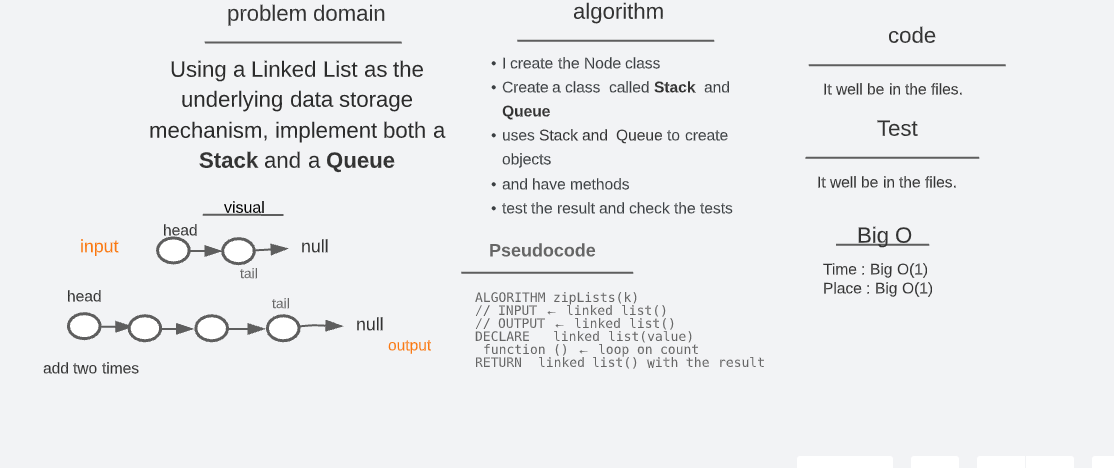 problem domain
Using a Linked List as the
underlying data storage
mechanism, implement both a
Stack and a Queue
visual
head
input
null
tail
head
tail
null
output
add two times
algorithm
• I create the Node class
• Create a class called Stack and
Queue
• uses Stack and Queue to create
objects
• and have methods
• test the result and check the tests
Pseudocode
ALGORITHM zipLists(k)
// INPUT ← linked list()
// OUTPUT ← linked list()
DECLARE linked list(value)
function () ← loop on count
RETURN linked list() with the result
code
It well be in the files.
Test
It well be in the files.
Big O
Time : Big O(1)
Place : Big O(1)